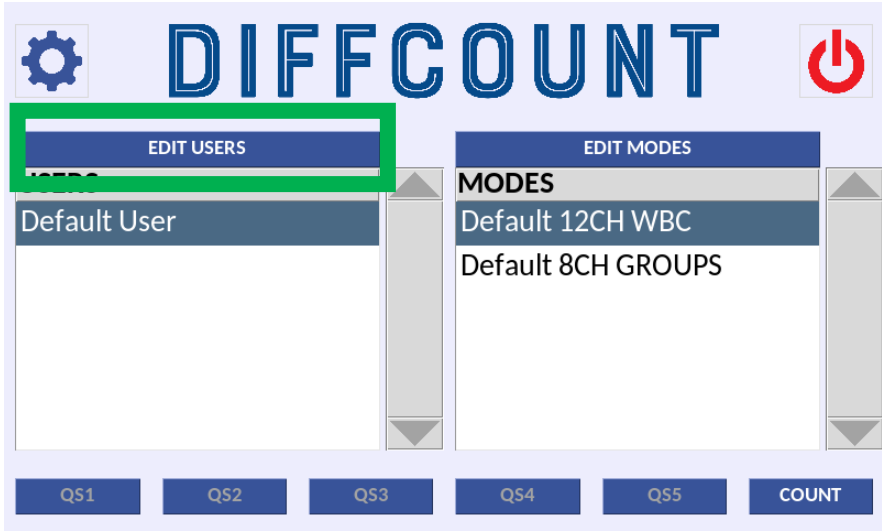 DIFFCOUNT
EDIT USERS
EDIT MODES
USERS
MODES
Default User
Default 12CH WBC
Default 8CH GROUPS
QS1
QS2
QS3
QS4
QS5
COUNT